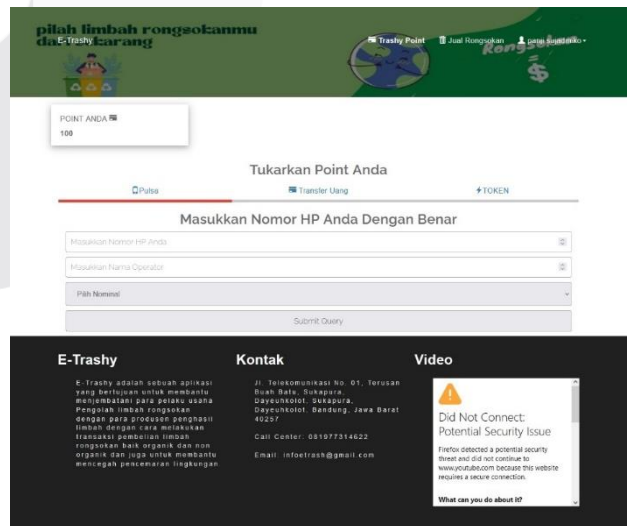 pilah limbah rongsokanmu
E-Trashy
Trashy Point
Jual Rongsokan
POINT ANDA
100
Tukarkan Point Anda
Pulsa
Transfer Uang
TOKEN
Masukkan Nomor HP Anda Dengan Benar
Masukkan Nomor HP Anda
Masukkan Nama Operator
Pilih Nominal
Submit Query
E-Trashy
E-Trashy adalah sebuah aplikasi
yang bertujuan untuk membantu
menjembatani para pelaku usaha
Pengolah limbah rongsokan
dengan para produsen penghasil
limbah dengan cara melakukan
transaksi pembelian limbah
rongsokan baik organik dan non
organik dan juga untuk membantu
mencegah pencemaran lingkungan
Kontak
Jl. Telekomunikasi No. 01, Terusan
Buah Batu, Sukapura,
Dayeuhkolot, Sukapura,
Dayeuhkolot, Bandung, Jawa Barat
40257
Call Center: 081977314622
Email: infoetrash@gmail.com
Video
Did Not Connect:
Potential Security Issue
Firefox detected a potential security
threat and did not continue to
www.youtube.com because this website
requires a secure connection.
What can you do about it?